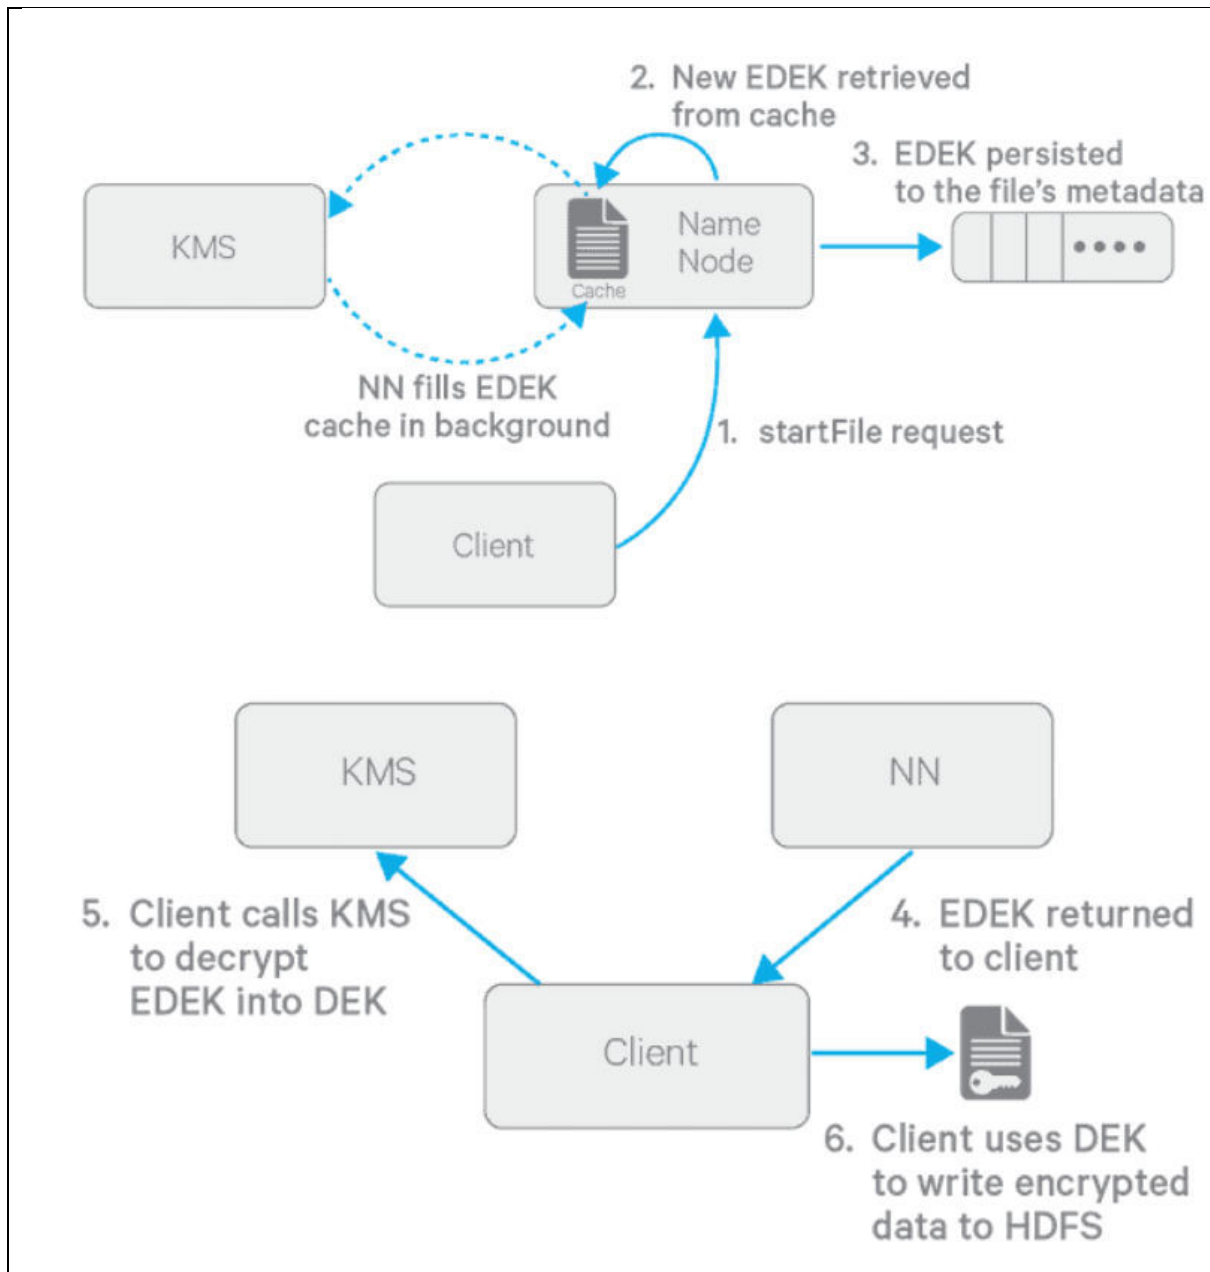 2. New EDEK retrieved
from cache
3. EDEK persisted
to the file's metadata
KMS
Name
Node
Cache
NN fills EDEK
cache in background
1. startFile request
Client
KMS
NN
5. Client calls KMS
to decrypt
EDEK into DEK
4. EDEK returned
to client
Client
6. Client uses DEK
to write encrypted
data to HDFS